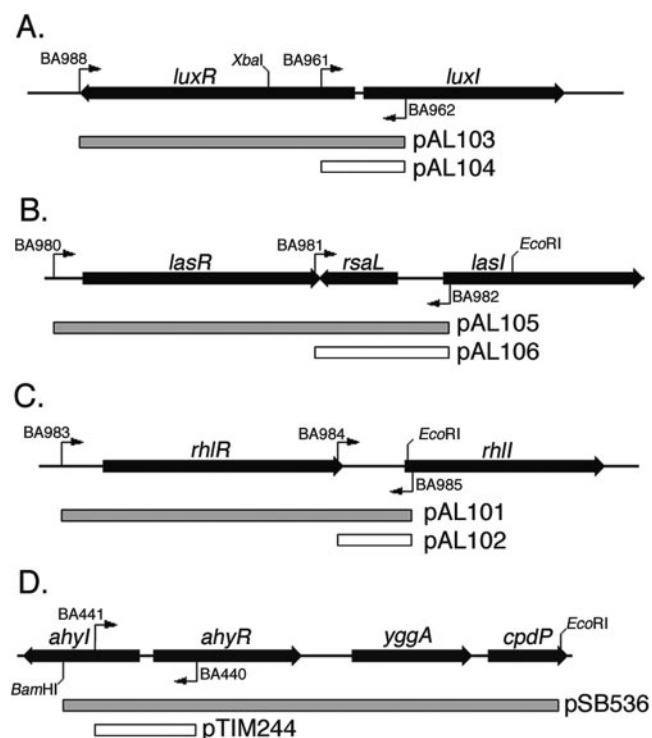 A.
BA988 luxR XbaI BA961 luxI
BA962
pAL103
pAL104
B.
BA980 lasR BA981 rsaL lasI EcoRI
BA982
pAL105
pAL106
C.
BA983 rhlR BA984 EcoRI rhlI
BA985
pAL101
pAL102
D.
BA441 EcoRI
ahyI ahyR yggA cpdP
BamHI BA440
pSB536
pTIM244